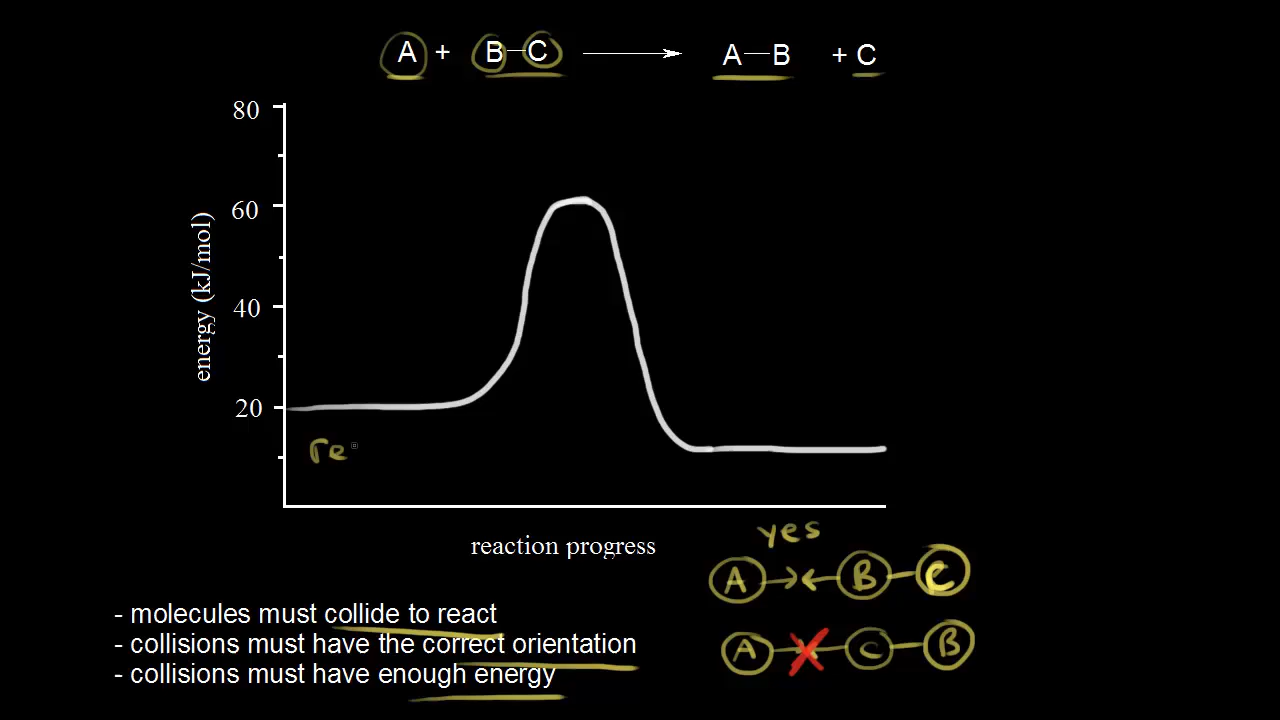 A + B—C → A—B + C
80
60
40
20
energy (kJ/mol)
re
reaction progress
yes
A B C
A C B
- molecules must collide to react
- collisions must have the correct orientation
- collisions must have enough energy